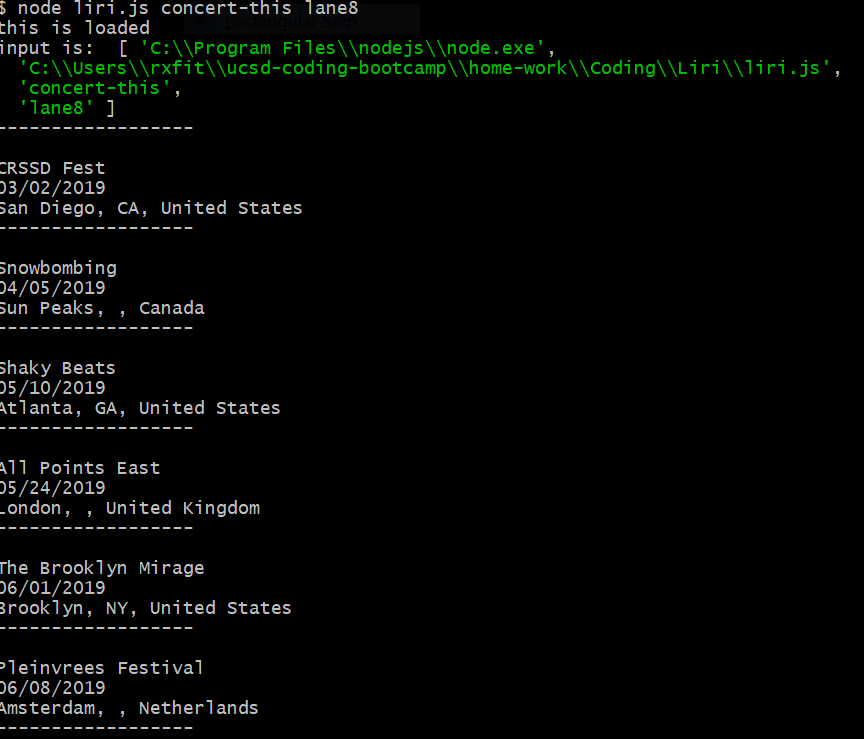 $ node liri.js concert-this lane8
Rectangular Snip
this is loaded
input is:  [ 'C:\\Program Files\\nodejs\\node.exe',
  'C:\\Users\\rxfit\\ucsd-coding-bootcamp\\home-work\\Coding\\Liri\\liri.js',
  'concert-this',
  'lane8' ]
------------------
CRSSD Fest
03/02/2019
San Diego, CA, United States
------------------
Snowbombing
04/05/2019
Sun Peaks, , Canada
------------------
Shaky Beats
05/10/2019
Atlanta, GA, United States
------------------
All Points East
05/24/2019
London, , United Kingdom
------------------
The Brooklyn Mirage
06/01/2019
Brooklyn, NY, United States
------------------
Pleinvrees Festival
06/08/2019
Amsterdam, , Netherlands
------------------